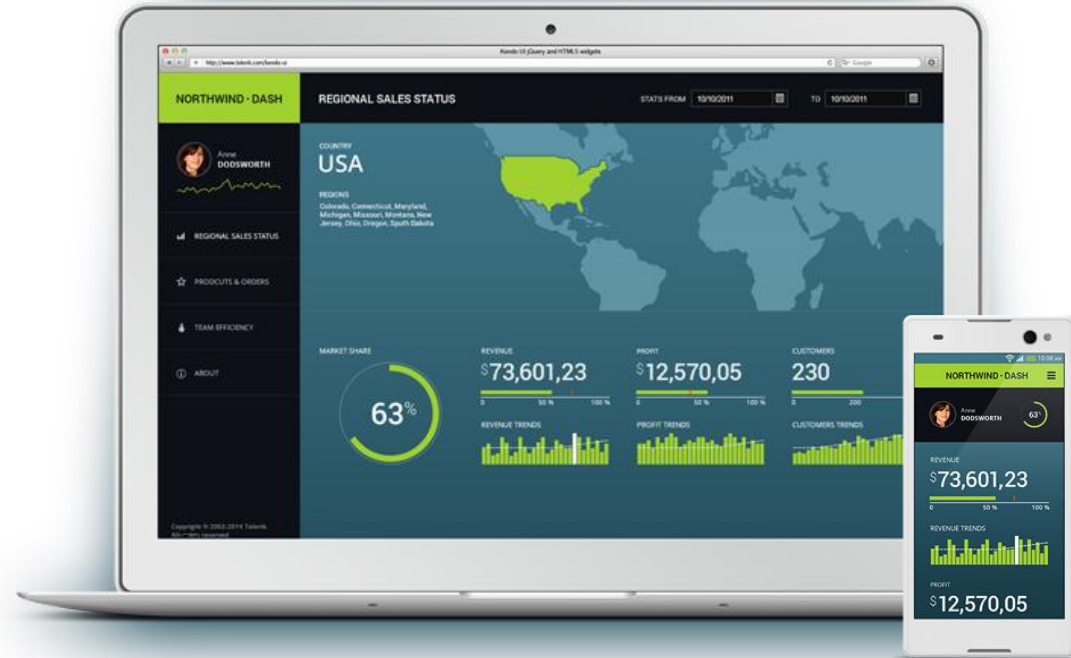 Kendo UI jQuery and HTML5 widgets
http://www.telerik.com/kendo-ui
Google
NORTHWIND · DASH
REGIONAL SALES STATUS
STATS FROM 10/10/2011 TO 10/10/2011
Anne
DODSWORTH
COUNTRY
USA
REGIONS
Colorado, Connecticut, Maryland,
Michigan, Missouri, Montana, New
Jersey, Ohio, Oregon, South Dakota
REGIONAL SALES STATUS
PRODCUTS & ORDERS
TEAM EFFICIENCY
ABOUT
MARKET SHARE
63%
REVENUE
$73,601,23
0 50 % 100 %
REVENUE TRENDS
PROFIT
$12,570,05
0 50 % 100 %
PROFIT TRENDS
CUSTOMERS
230
0 200
CUSTOMERS TRENDS
Copyright © 2002-2014 Telerik.
All rights reserved
10:08 AM
NORTHWIND · DASH
Anne
DODSWORTH
63%
REVENUE
$73,601,23
0 50 % 100 %
REVENUE TRENDS
PROFIT
$12,570,05